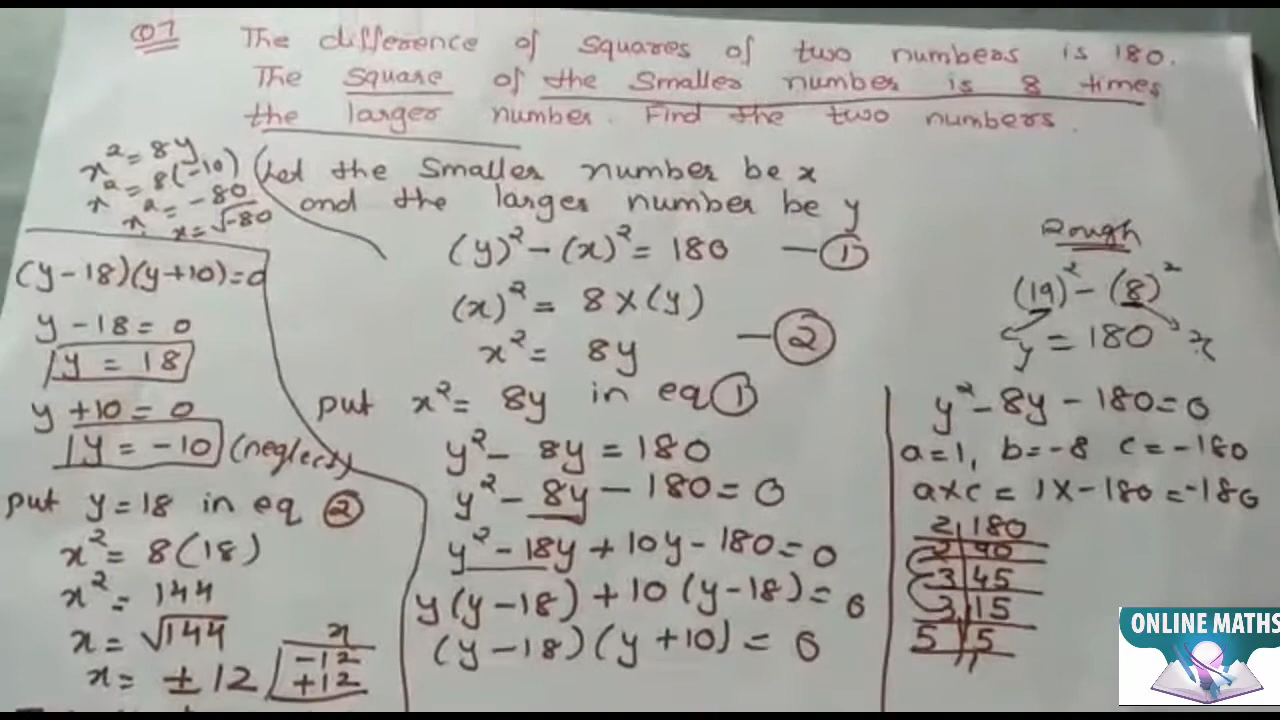 Q7 The difference of squares of two numbers is 180.
The square of the smaller number is 8 times
the larger number. Find the two numbers.
x² = 8y
x² = 8(-10)
x² = -80
x = √-80
Let the smaller number be x
and the larger number be y
(y)² - (x)² = 180 — ①
(x)² = 8 × (y)
x² = 8y — ②
put x² = 8y in eq ①
y² - 8y = 180
y² - 8y - 180 = 0
y² - 18y + 10y - 180 = 0
y(y - 18) + 10(y - 18) = 0
(y - 18)(y + 10) = 0
(y - 18)(y + 10) = 0
y - 18 = 0
y = 18
y + 10 = 0
y = -10 (neglect)
put y = 18 in eq ②
x² = 8(18)
x² = 144
x = √144
x = ± 12
x
-12
+12
Rough
(19)² - (8)²
y = 180 x
y² - 8y - 180 = 0
a = 1, b = -8 c = -180
a × c = 1 × -180 = -180
2 | 180
2 | 90
3 | 45
3 | 15
5 | 5
ONLINE MATHS